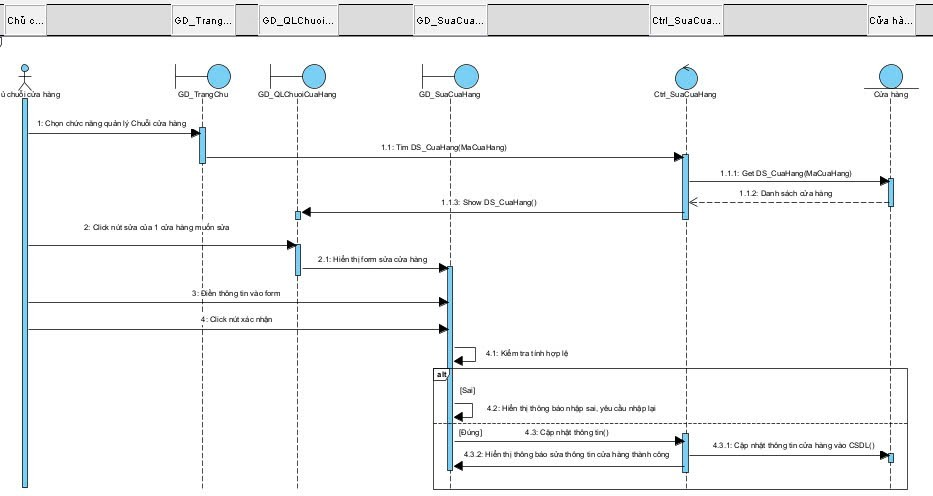 Chủ c...
GD_Trang...
GD_QLChuoi...
GD_SuaCua...
Ctrl_SuaCua...
Cửa hà...
ủ chuỗi cửa hàng
GD_TrangChu
GD_QLChuoiCuaHang
GD_SuaCuaHang
Ctrl_SuaCuaHang
Cửa hàng
1: Chọn chức năng quản lý Chuỗi cửa hàng
1.1: Tìm DS_CuaHang(MaCuaHang)
1.1.1: Get DS_CuaHang(MaCuaHang)
1.1.2: Danh sách cửa hàng
1.1.3: Show DS_CuaHang()
2: Click nút sửa của 1 cửa hàng muốn sửa
2.1: Hiển thị form sửa cửa hàng
3: Điền thông tin vào form
4: Click nút xác nhận
4.1: Kiểm tra tính hợp lệ
alt
[Sai]
4.2: Hiển thị thông báo nhập sai, yêu cầu nhập lại
[Đúng]
4.3: Cập nhật thông tin()
4.3.1: Cập nhật thông tin cửa hàng vào CSDL()
4.3.2: Hiển thị thông báo sửa thông tin cửa hàng thành công